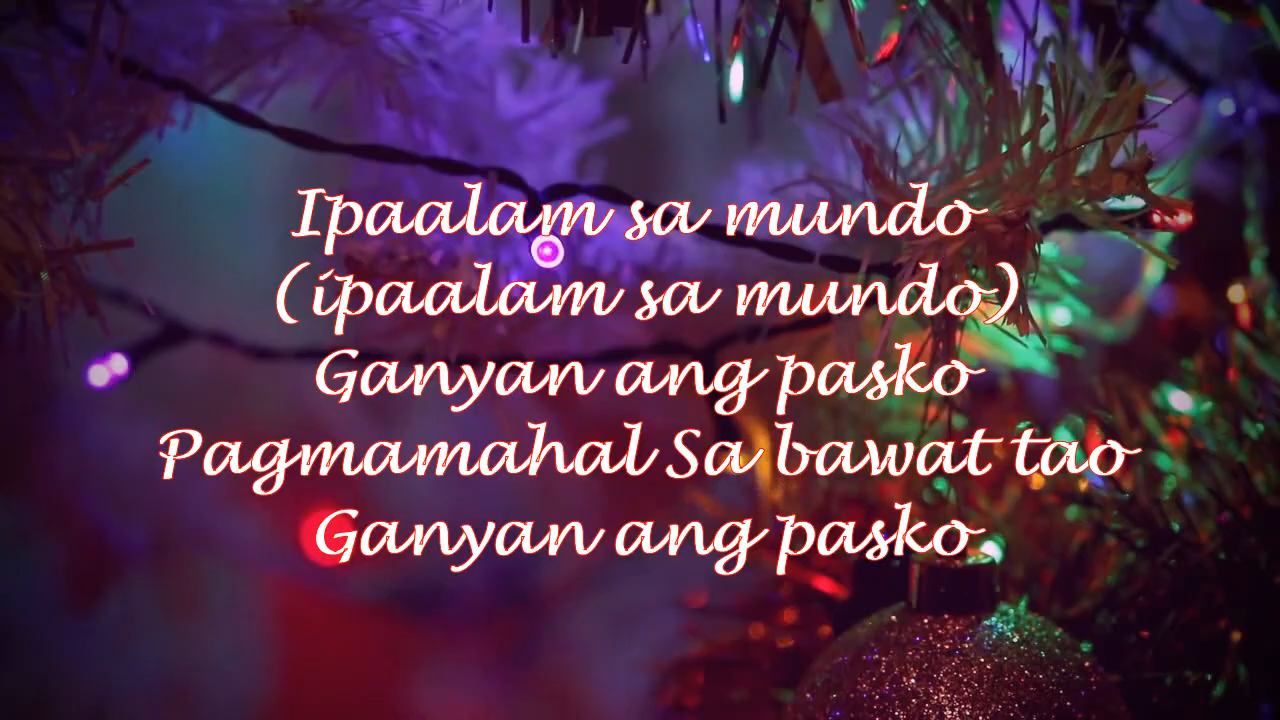 Ipaalam sa mundo
(ipaalam sa mundo)
Ganyan ang pasko
Pagmamahal Sa bawat tao
Ganyan ang pasko